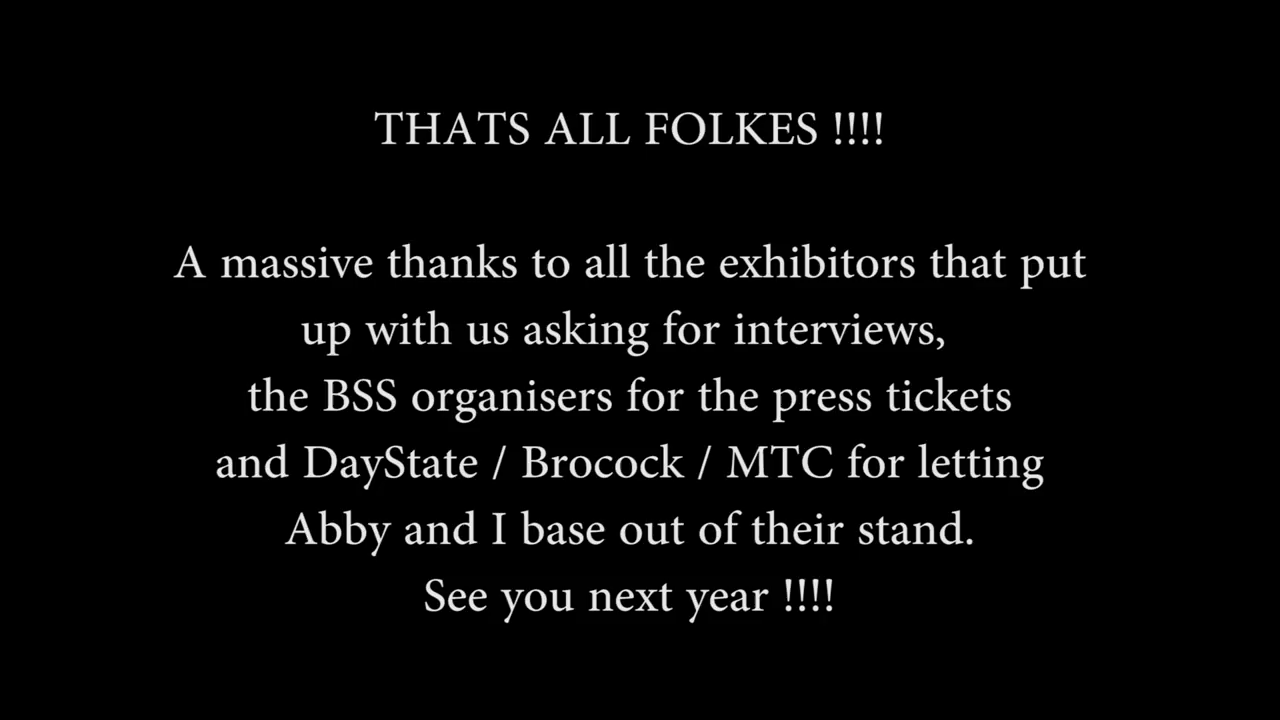 THATS ALL FOLKES !!!!
A massive thanks to all the exhibitors that put
up with us asking for interviews,
the BSS organisers for the press tickets
and DayState / Brocock / MTC for letting
Abby and I base out of their stand.
See you next year !!!!